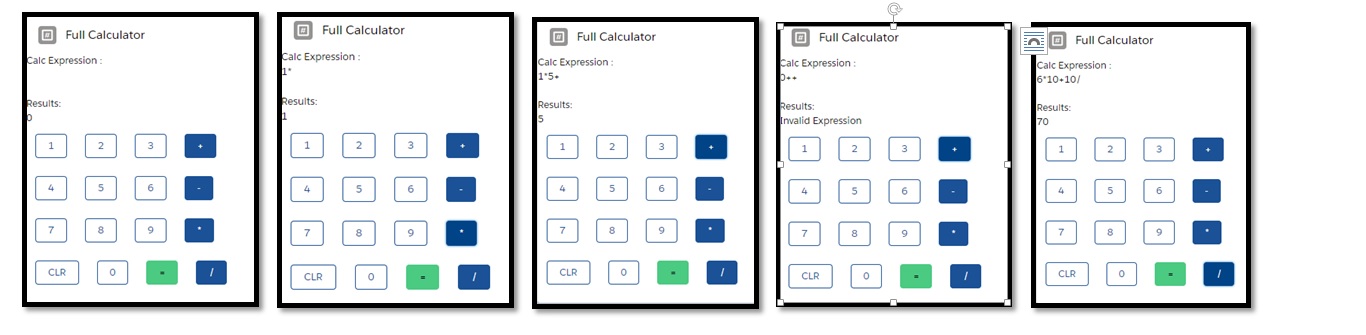 Full Calculator
Calc Expression :
Results:
0
1 2 3 +
4 5 6 -
7 8 9 *
CLR 0 = /
Full Calculator
Calc Expression :
1*
Results:
1
1 2 3 +
4 5 6 -
7 8 9 *
CLR 0 = /
Full Calculator
Calc Expression :
1*5+
Results:
5
1 2 3 +
4 5 6 -
7 8 9 *
CLR 0 = /
Full Calculator
Calc Expression :
0++
Results:
Invalid Expression
1 2 3 +
4 5 6 -
7 8 9 *
CLR 0 = /
Full Calculator
Calc Expression :
6*10+10/
Results:
70
1 2 3 +
4 5 6 -
7 8 9 *
CLR 0 = /